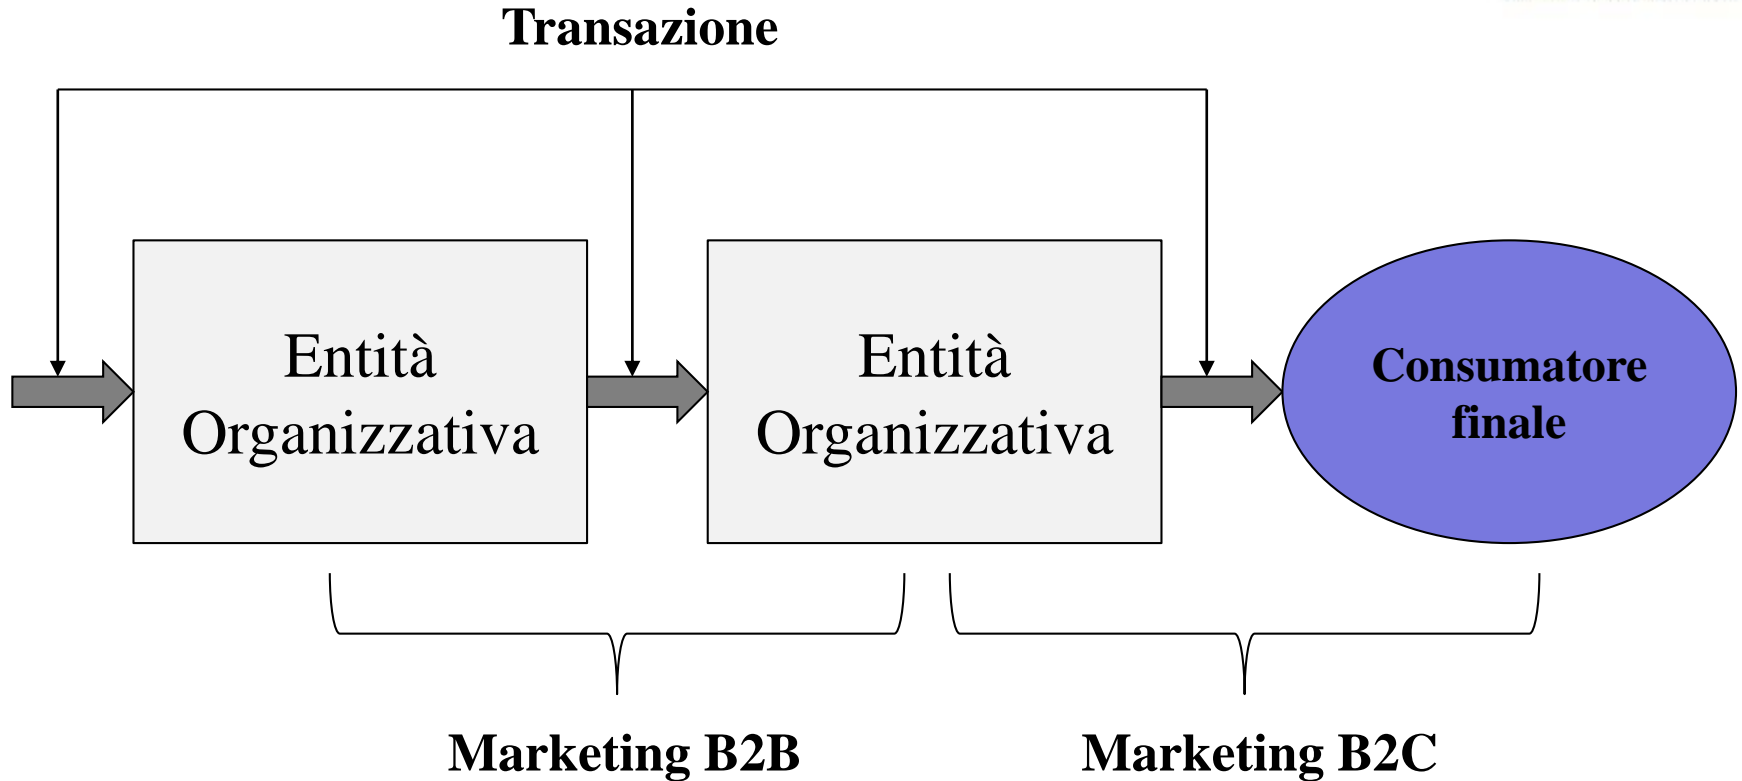 Transazione
Entità
Organizzativa
Entità
Organizzativa
Consumatore
finale
Marketing B2B
Marketing B2C